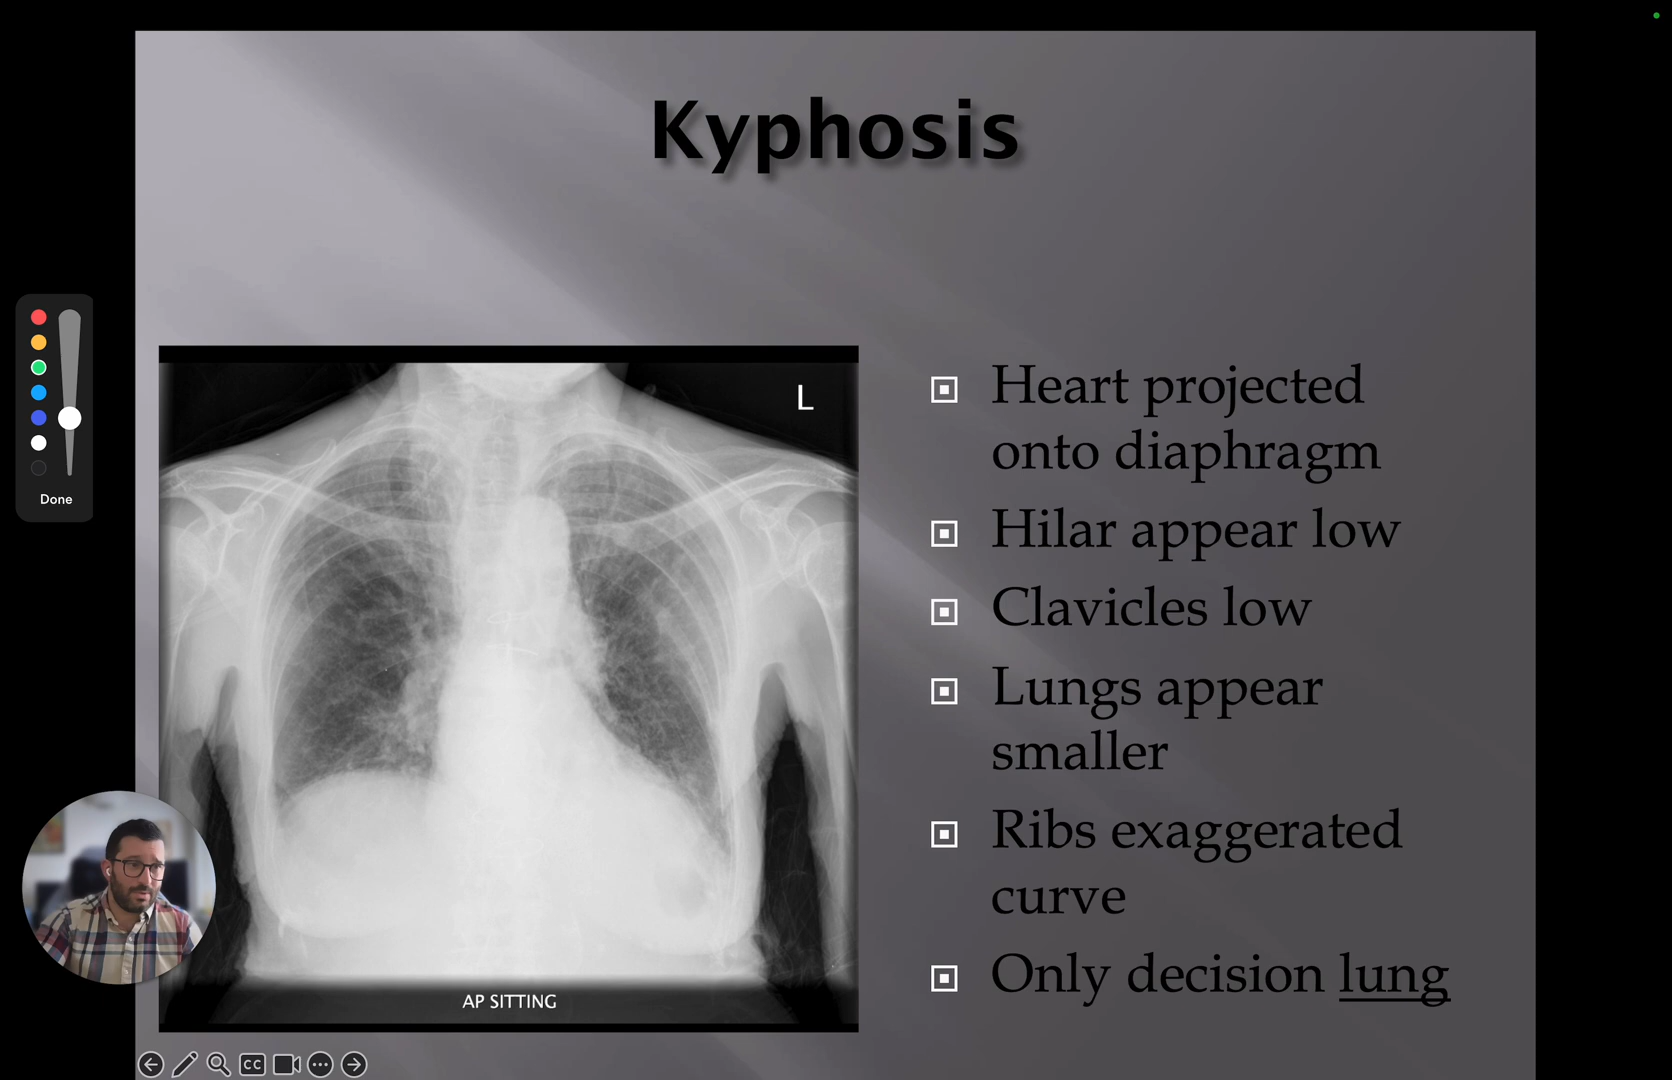 Kyphosis
L
AP SITTING
Heart projected
onto diaphragm
Hilar appear low
Clavicles low
Lungs appear
smaller
Ribs exaggerated
curve
Only decision lung
Done
CC